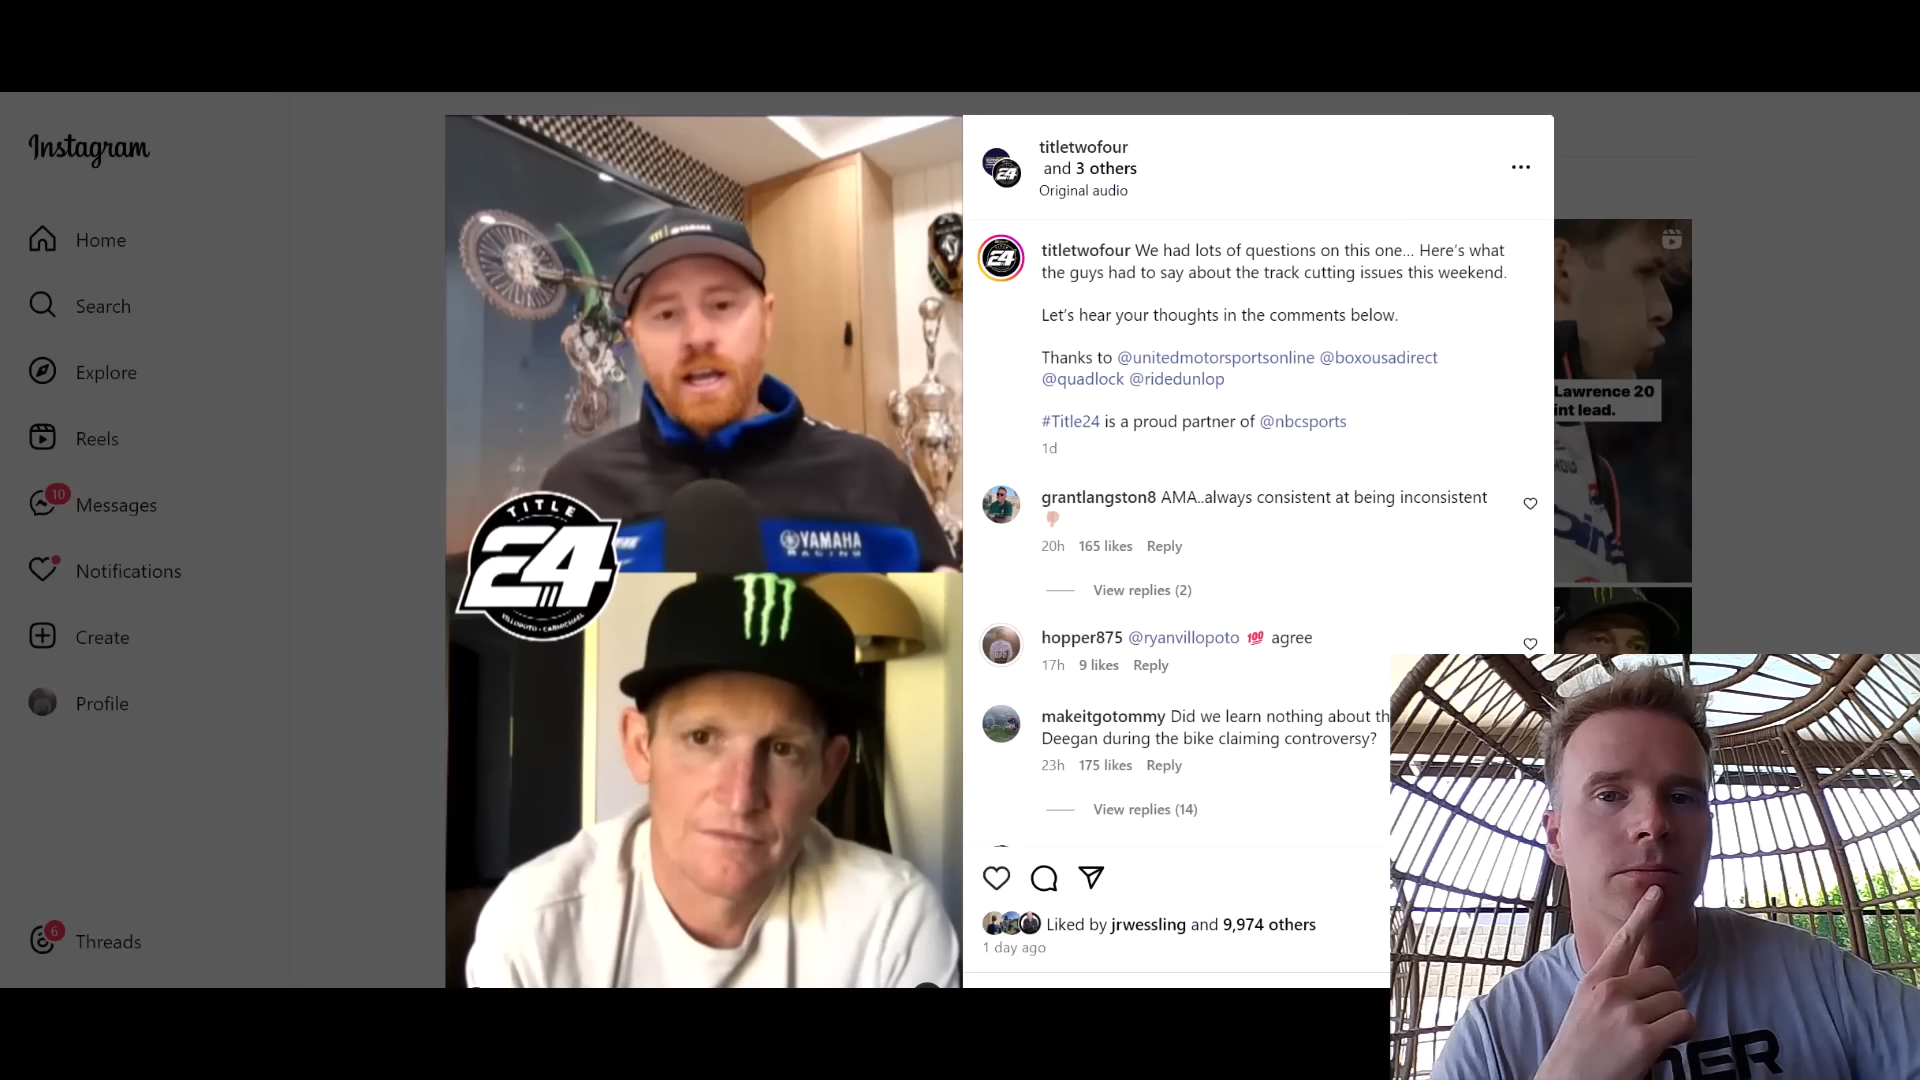 Instagram
Home
Search
Explore
Reels
10
Messages
Notifications
Create
Profile
6
Threads
YAMAHA
RACING
TITLE
24
VILLOPOTO - CARMICHAEL
titletwofour
and 3 others
Original audio
titletwofour We had lots of questions on this one... Here's what
the guys had to say about the track cutting issues this weekend.
Let's hear your thoughts in the comments below.
Thanks to @unitedmotorsportsonline @boxousadirect
@quadlock @ridedunlop
#Title24 is a proud partner of @nbcsports
1d
grantlangston8 AMA..always consistent at being inconsistent
👎🏼
20h 165 likes Reply
View replies (2)
hopper875 @ryanvillopoto 💯 agree
17h 9 likes Reply
makeitgotommy Did we learn nothing about th
Deegan during the bike claiming controversy?
23h 175 likes Reply
View replies (14)
Liked by jrwessling and 9,974 others
1 day ago
Lawrence 20
int lead.